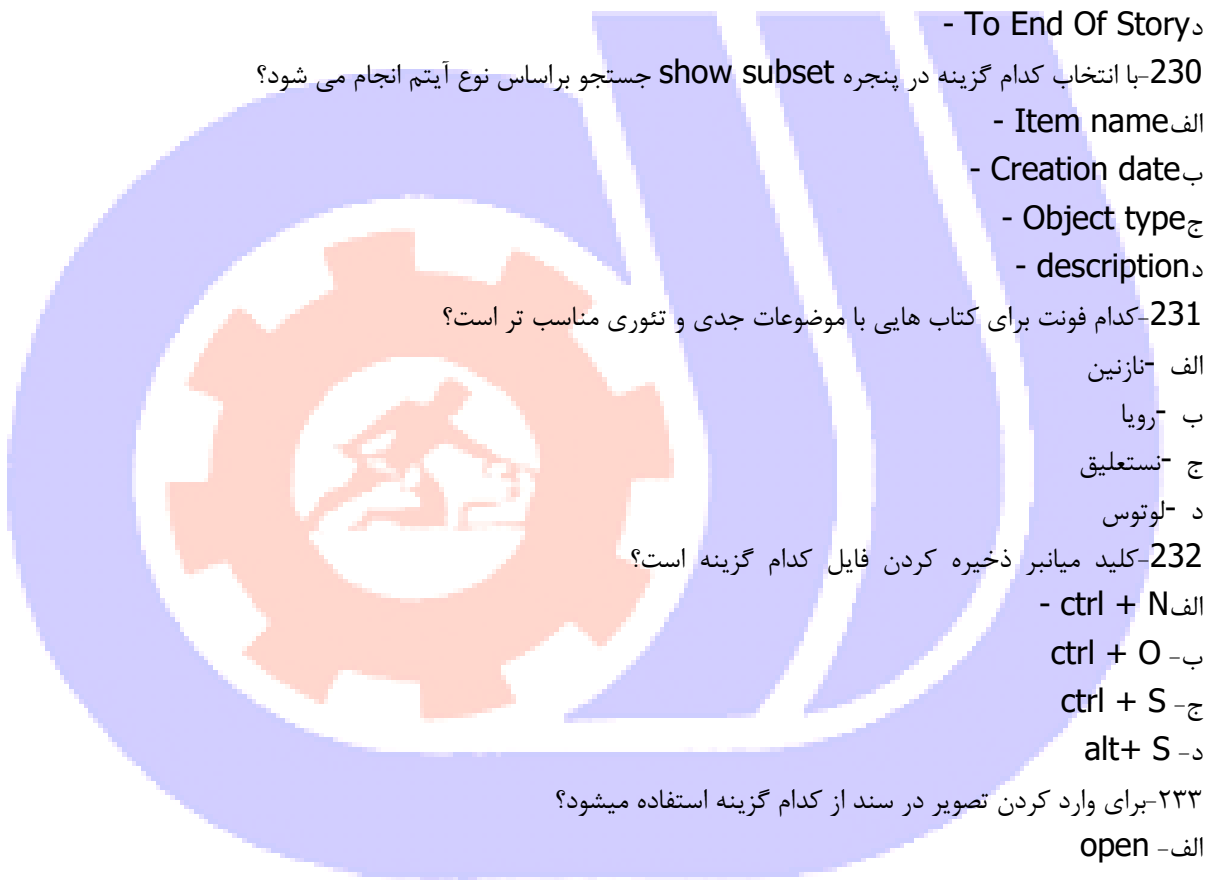 د- To End Of Story
230-با انتخاب کدام گزینه در پنجره show subset جستجو براساس نوع آیتم انجام می شود؟
الف- Item name
ب- Creation date
ج- Object type
د- description
231-کدام فونت برای کتاب هایی با موضوعات جدی و تئوری مناسب تر است؟
الف -نازنین
ب -رویا
ج -نستعلیق
د -لوتوس
232-کلید میانبر ذخیره کردن فایل کدام گزینه است؟
الف- ctrl + N
ب- ctrl + O
ج- ctrl + S
د- alt+ S
۲۳۳-برای وارد کردن تصویر در سند از کدام گزینه استفاده میشود؟
الف- open